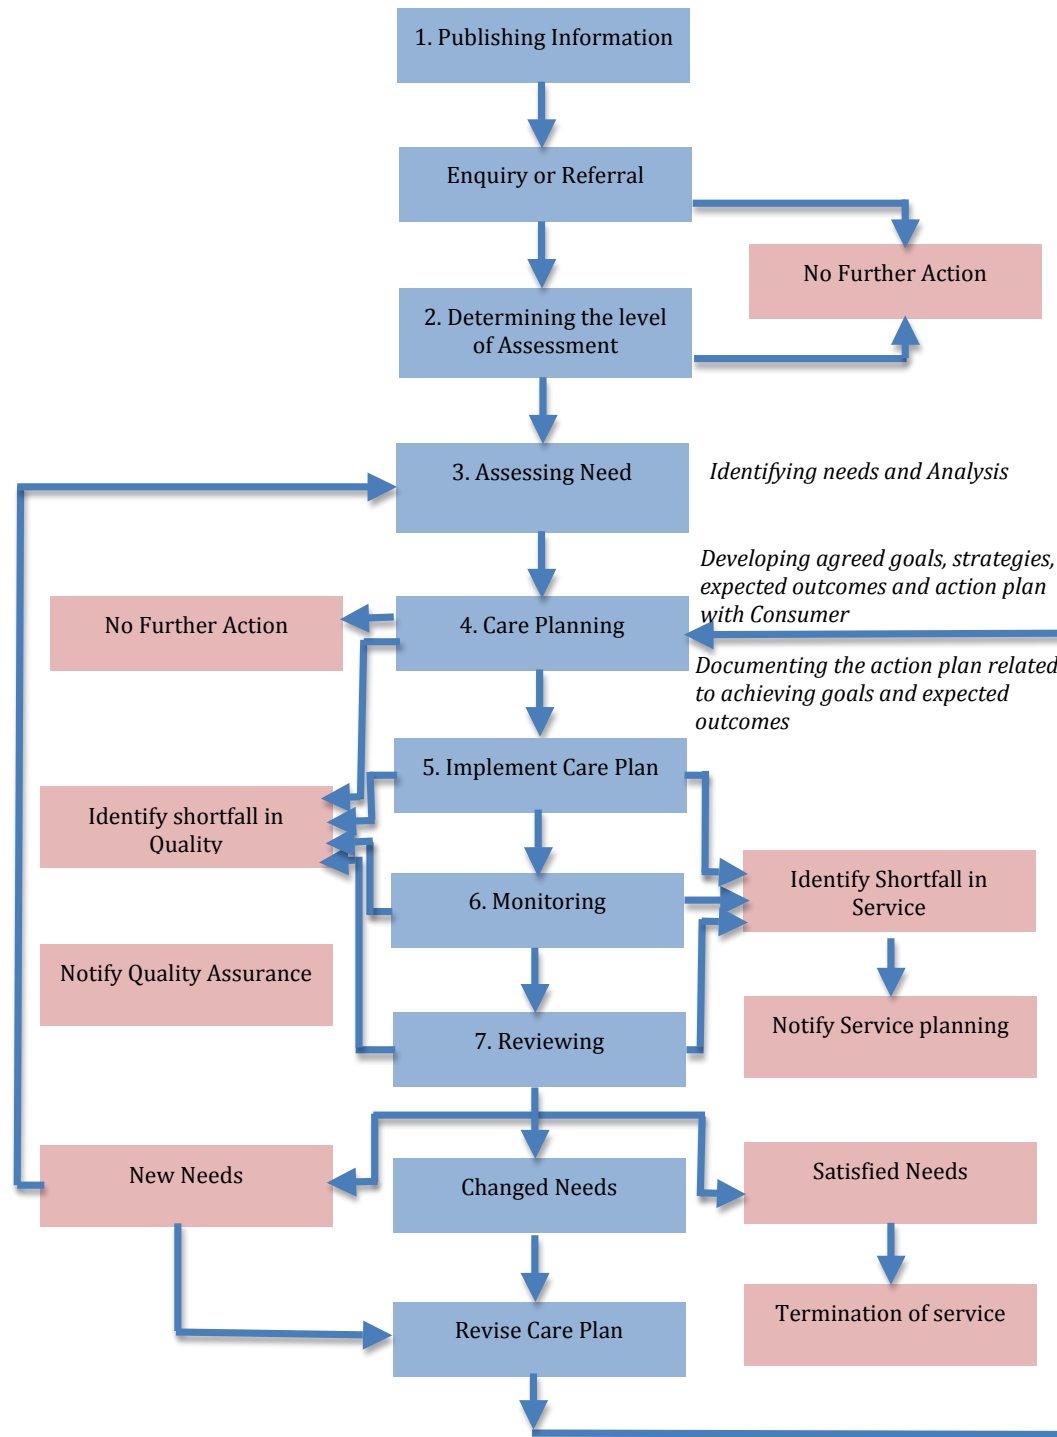 1. Publishing Information
Enquiry or Referral
No Further Action
2. Determining the level
of Assessment
3. Assessing Need
Identifying needs and Analysis
Developing agreed goals, strategies,
expected outcomes and action plan
with Consumer
No Further Action
4. Care Planning
Documenting the action plan related
to achieving goals and expected
outcomes
5. Implement Care Plan
Identify shortfall in
Quality
Identify Shortfall in
Service
6. Monitoring
Notify Quality Assurance
Notify Service planning
7. Reviewing
New Needs
Changed Needs
Satisfied Needs
Termination of service
Revise Care Plan